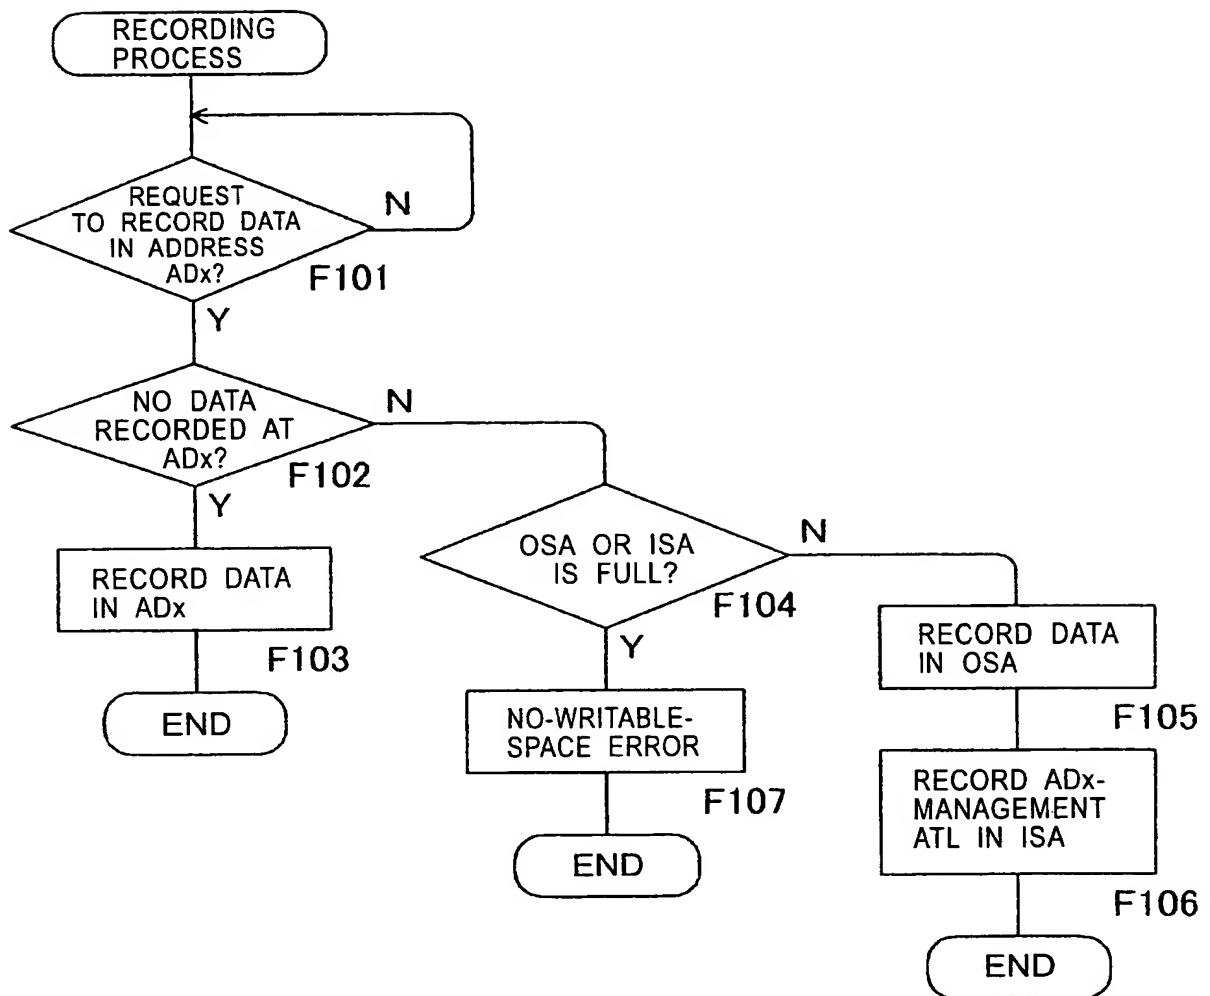 RECORDING
PROCESS
REQUEST
TO RECORD DATA
IN ADDRESS
ADx?
N
F101
Y
NO DATA
RECORDED AT
ADx?
N
F102
Y
RECORD DATA
IN ADx
F103
END
OSA OR ISA
IS FULL?
N
F104
Y
NO-WRITABLE-
SPACE ERROR
F107
END
RECORD DATA
IN OSA
F105
RECORD ADx-
MANAGEMENT
ATL IN ISA
F106
END